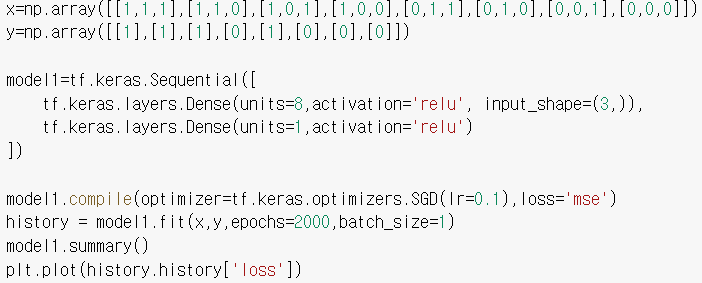 x=np.array([[1,1,1],[1,1,0],[1,0,1],[1,0,0],[0,1,1],[0,1,0],[0,0,1],[0,0,0]])
y=np.array([[1],[1],[1],[0],[1],[0],[0],[0]])
model1=tf.keras.Sequential([
    tf.keras.layers.Dense(units=8,activation='relu', input_shape=(3,)),
    tf.keras.layers.Dense(units=1,activation='relu')
])
model1.compile(optimizer=tf.keras.optimizers.SGD(lr=0.1),loss='mse')
history = model1.fit(x,y,epochs=2000,batch_size=1)
model1.summary()
plt.plot(history.history['loss'])